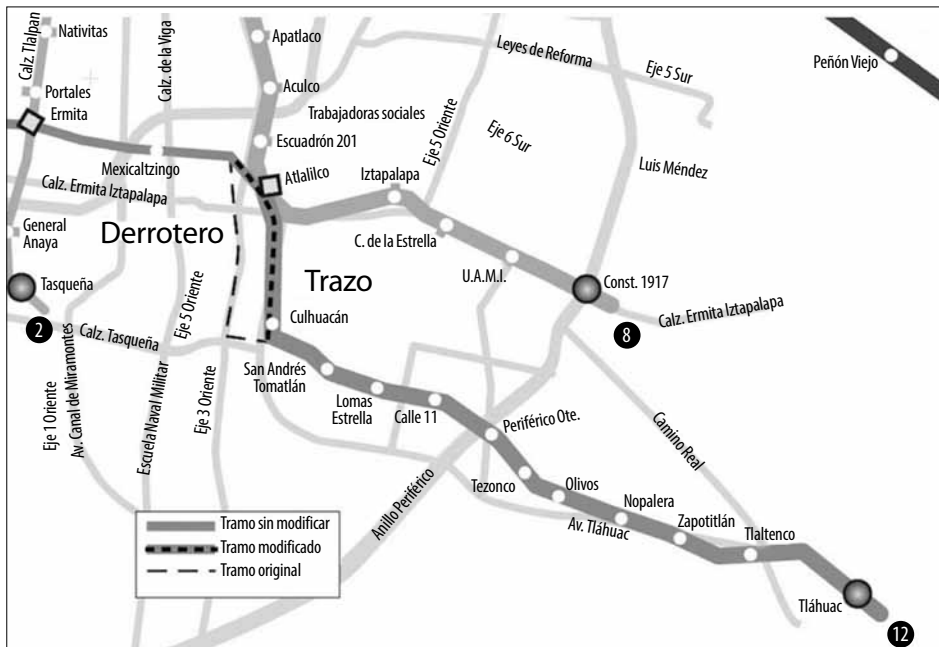 Nativitas
Calz. Tlalpan
Portales
Ermita
Calz. de la Viga
Apatlaco
Aculco
Trabajadoras sociales
Escuadrón 201
Leyes de Reforma
Eje 5 Sur
Peñón Viejo
Eje 5 Oriente
Eje 6 Sur
Luis Méndez
Mexicaltzingo
Atlalilco
Iztapalapa
Calz. Ermita Iztapalapa
General
Anaya
Derrotero
C. de la Estrella
U.A.M.I.
Const. 1917
Tasqueña
Trazo
Calz. Ermita Iztapalapa
2
8
Eje 5 Oriente
Culhuacán
Calz. Tasqueña
San Andrés
Tomatlán
Lomas
Estrella
Calle 11
Periférico Ote.
Eje 1 Oriente
Av. Canal de Miramontes
Escuela Naval Militar
Eje 3 Oriente
Camino Real
Tezonco
Olivos
Nopalera
Zapotitlán
Tlaltenco
Anillo Periférico
Av. Tláhuac
Tramo sin modificar
Tramo modificado
Tramo original
Tláhuac
12